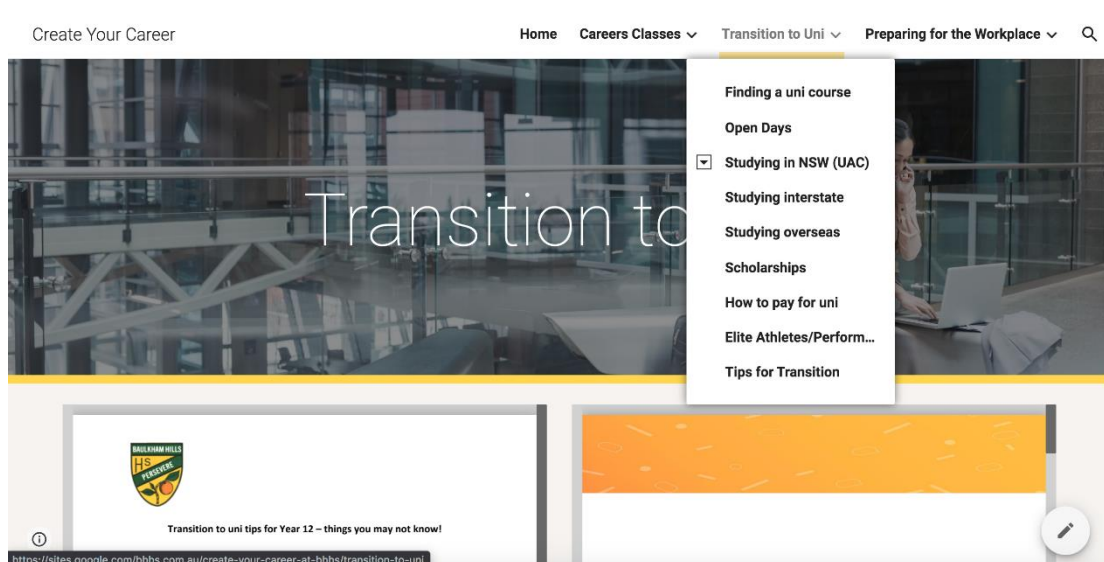 Create Your Career Home Careers Classes Transition to Uni Preparing for the Workplace
Finding a uni course
Open Days
Studying in NSW (UAC)
Studying interstate
Studying overseas
Scholarships
How to pay for uni
Elite Athletes/Perform...
Tips for Transition
Transition to
BAULKHAM HILLS
HS
PERSEVERE
Transition to uni tips for Year 12 – things you may not know!
https://sites.google.com/bhhs.com.au/create-your-career-at-bhhs/transition-to-uni